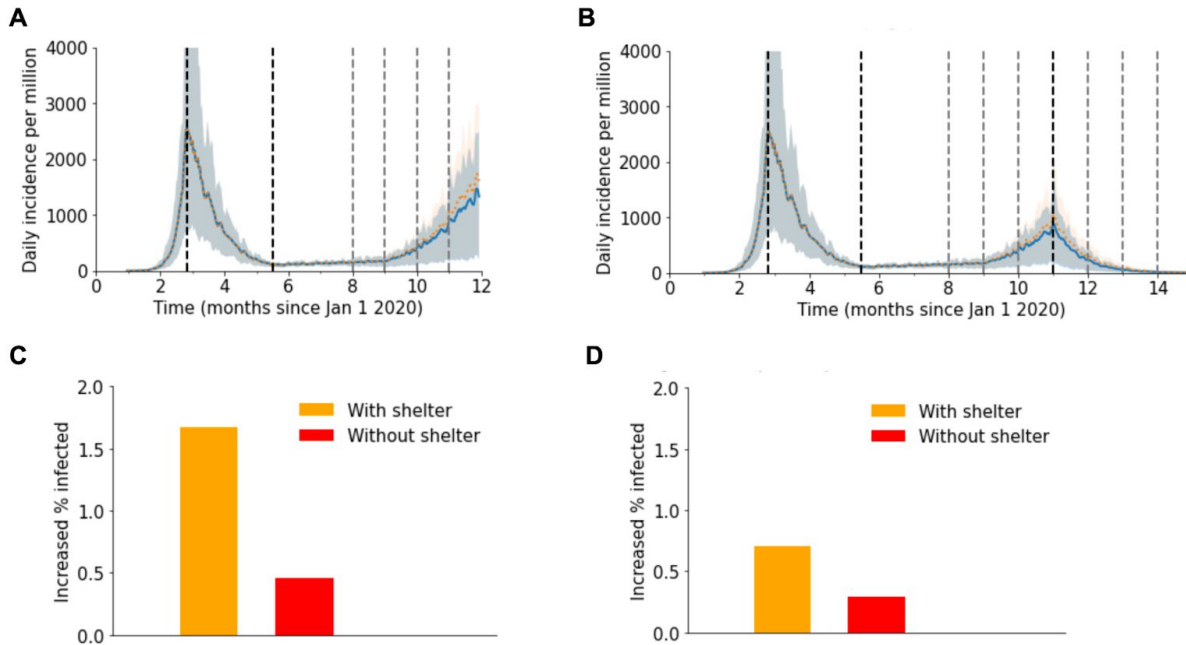 A
Daily incidence per million
4000
3000
2000
1000
0
0 2 4 6 8 10 12
Time (months since Jan 1 2020)
B
Daily incidence per million
4000
3000
2000
1000
0
0 2 4 6 8 10 12 14
Time (months since Jan 1 2020)
C
Increased % infected
2.0
1.5
1.0
0.5
0.0
With shelter
Without shelter
D
Increased % infected
2.0
1.5
1.0
0.5
0.0
With shelter
Without shelter